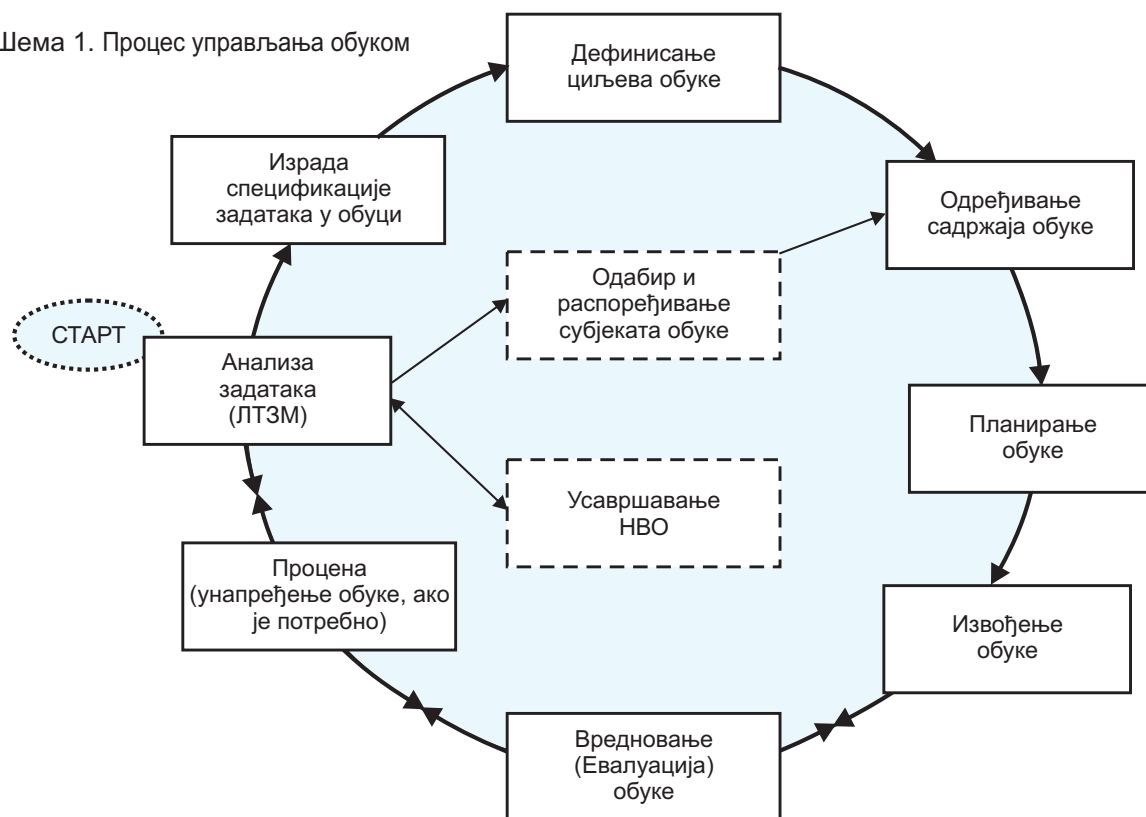 Шема 1. Процес управљања обуком
Дефинисање
циљева обуке
Израда
спецификације
задатака у обуци
Одређивање
садржаја обуке
Одабир и
распоређивање
субјеката обуке
СТАРТ
Анализа
задатака
(ЛТЗМ)
Планирање
обуке
Усавршавање
НВО
Процена
(унапређење обуке, ако
је потребно)
Извођење
обуке
Вредновање
(Евалуација)
обуке